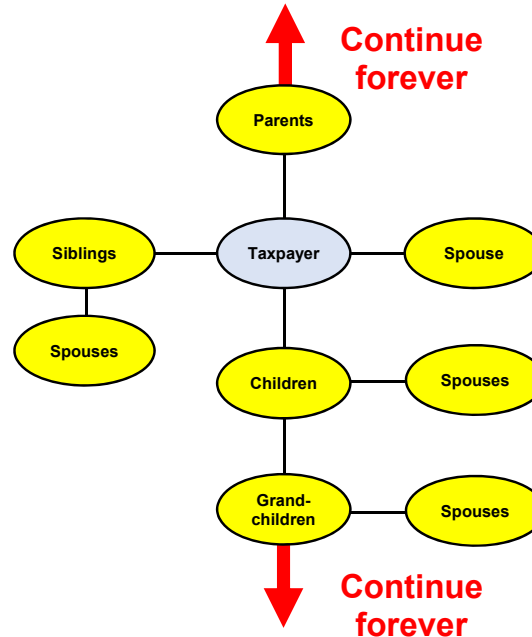 Continue
forever
Parents
Siblings
Taxpayer
Spouse
Spouses
Children
Spouses
Grand-
children
Spouses
Continue
forever